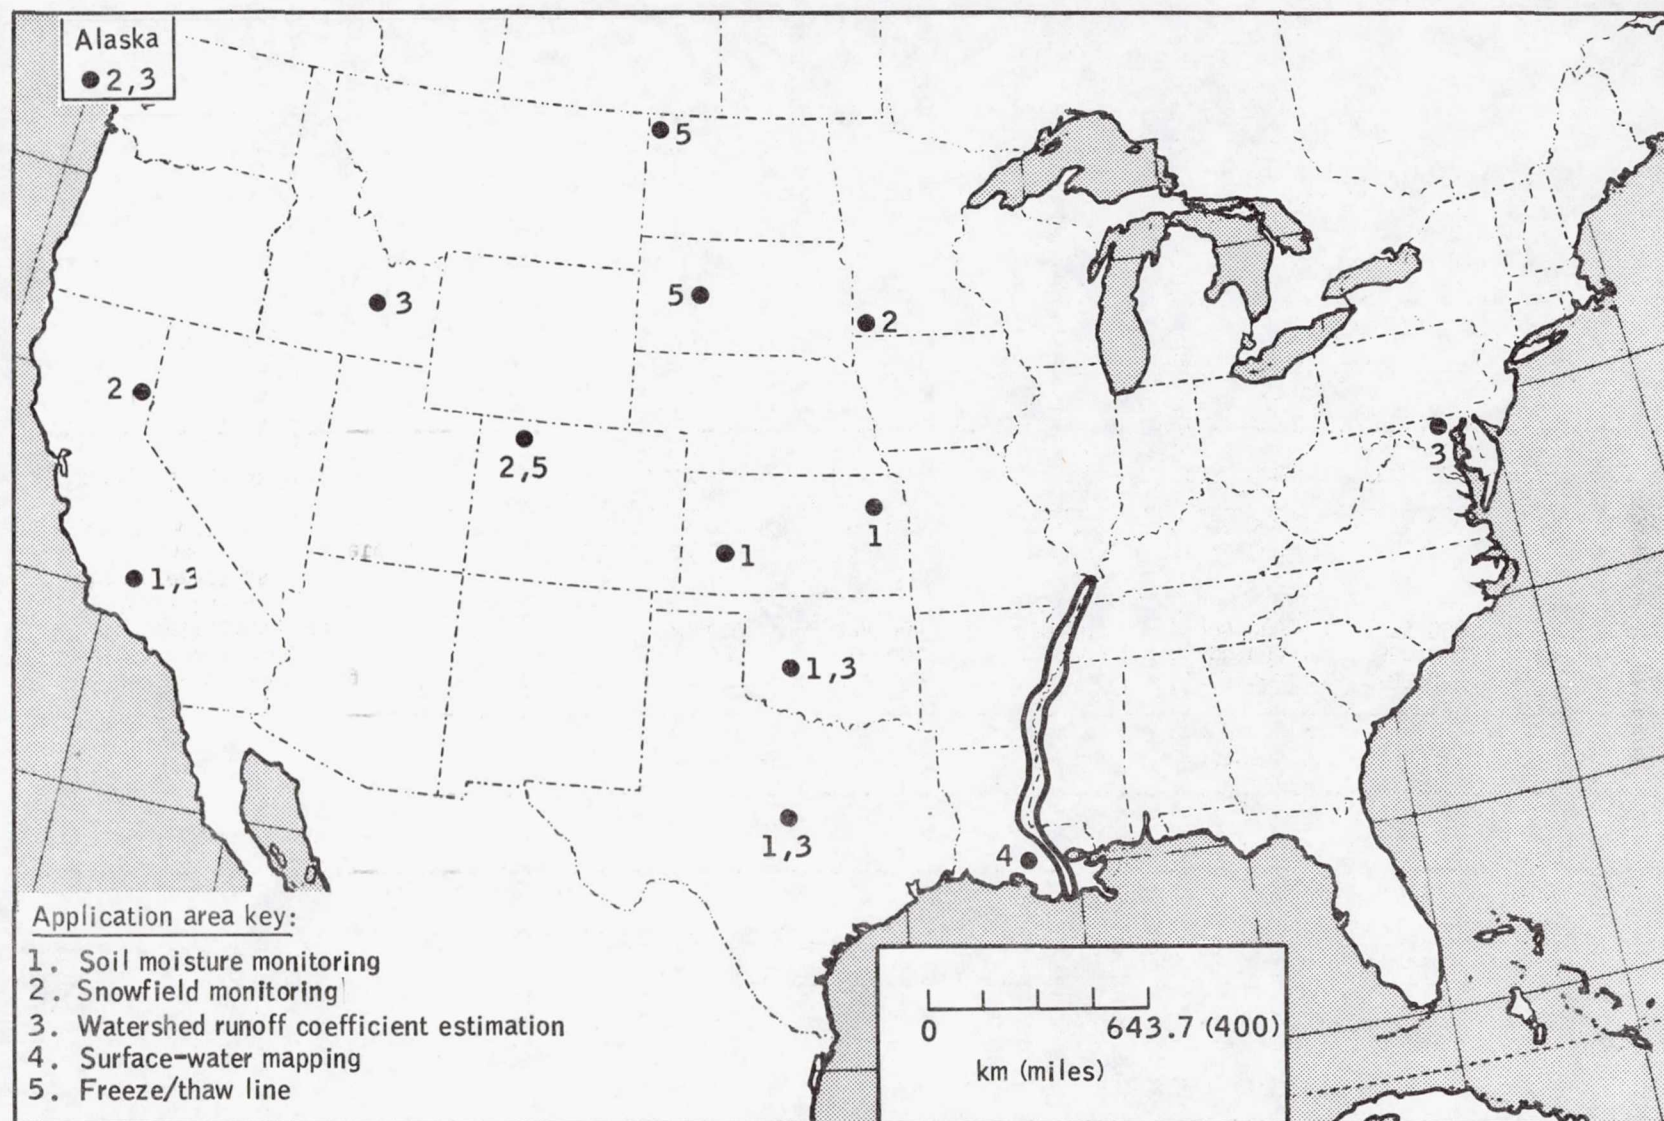 Alaska
2,3
5
3
5
2
2
3
2,5
1
1
1,3
1,3
1,3
4
Application area key:
1. Soil moisture monitoring
2. Snowfield monitoring
3. Watershed runoff coefficient estimation
4. Surface-water mapping
5. Freeze/thaw line
0 643.7 (400)
km (miles)